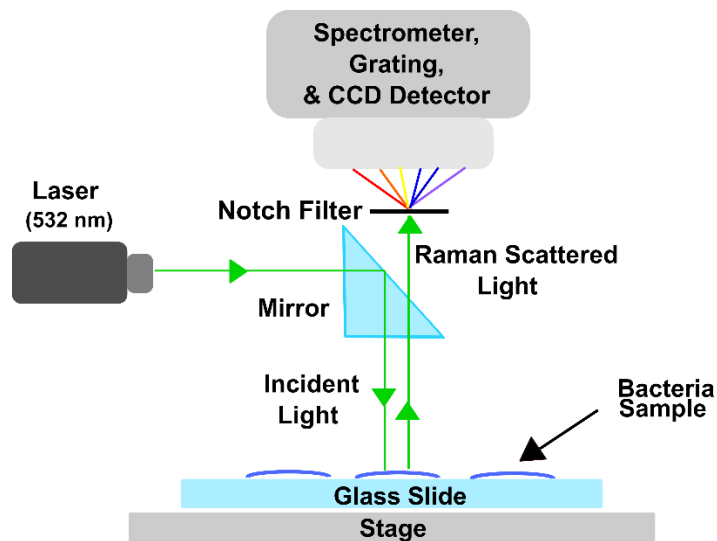 Spectrometer,
Grating,
& CCD Detector
Laser
(532 nm)
Notch Filter
Raman Scattered
Light
Mirror
Incident
Light
Bacteria
Sample
Glass Slide
Stage